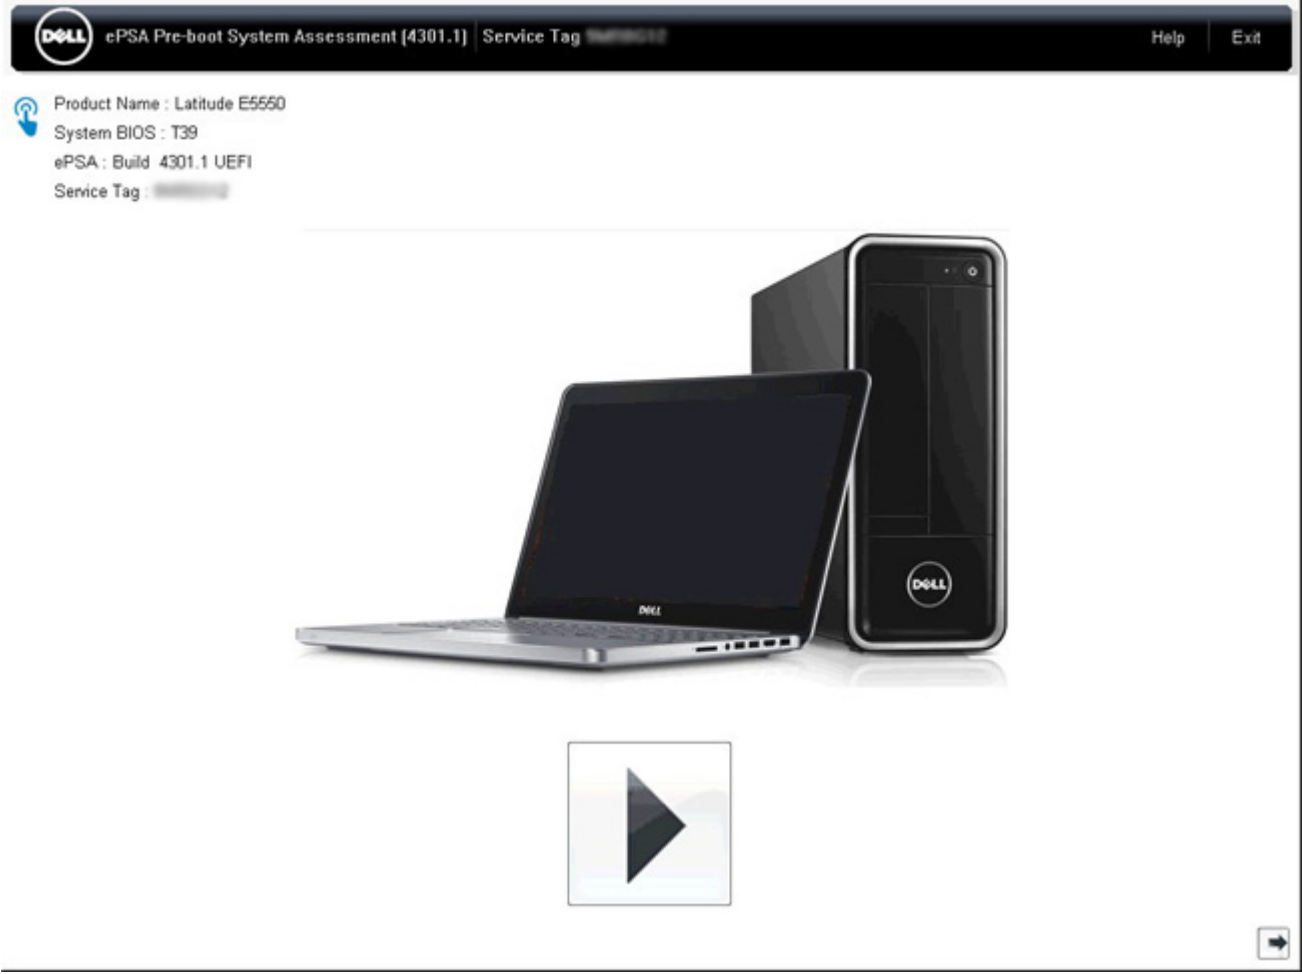 DELL ePSA Pre-boot System Assessment (4301.1) Service Tag Help Exit
Product Name : Latitude E5550
System BIOS : T39
ePSA : Build 4301.1 UEFI
Service Tag :
DELL
DELL